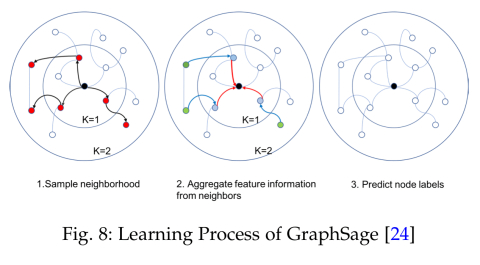 K=1
K=2
K=1
K=2
1.Sample neighborhood
2. Aggregate feature information
from neighbors
3. Predict node labels
Fig. 8: Learning Process of GraphSage [24]